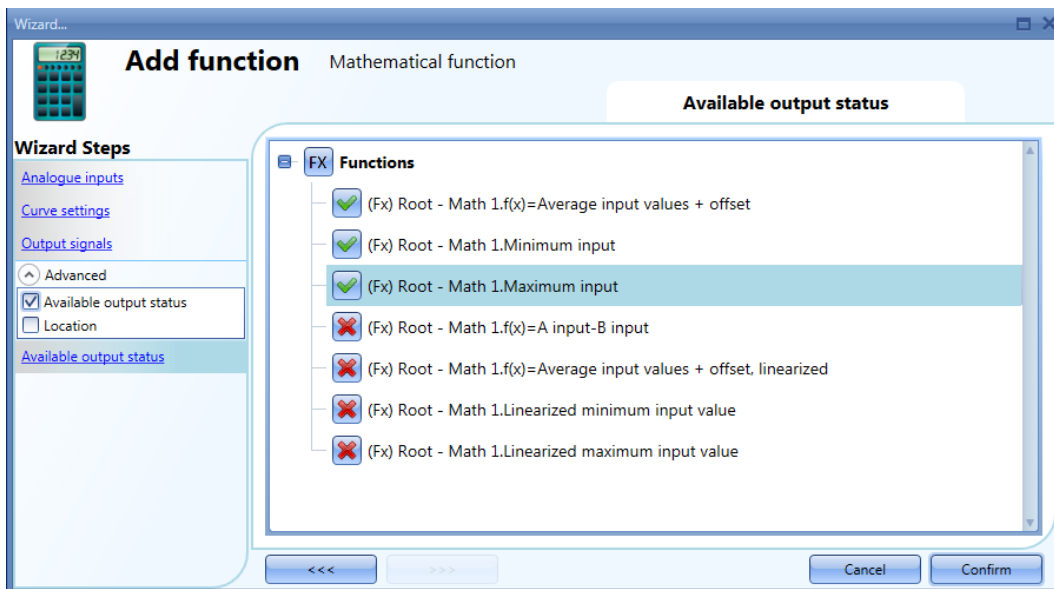 Wizard...
1234
Add function
Mathematical function
Available output status
Wizard Steps
Analogue inputs
Curve settings
Output signals
Advanced
Available output status
Location
Available output status
FX Functions
(Fx) Root - Math 1.f(x)=Average input values + offset
(Fx) Root - Math 1.Minimum input
(Fx) Root - Math 1.Maximum input
(Fx) Root - Math 1.f(x)=A input-B input
(Fx) Root - Math 1.f(x)=Average input values + offset, linearized
(Fx) Root - Math 1.Linearized minimum input value
(Fx) Root - Math 1.Linearized maximum input value
<<<
>>>
Cancel
Confirm